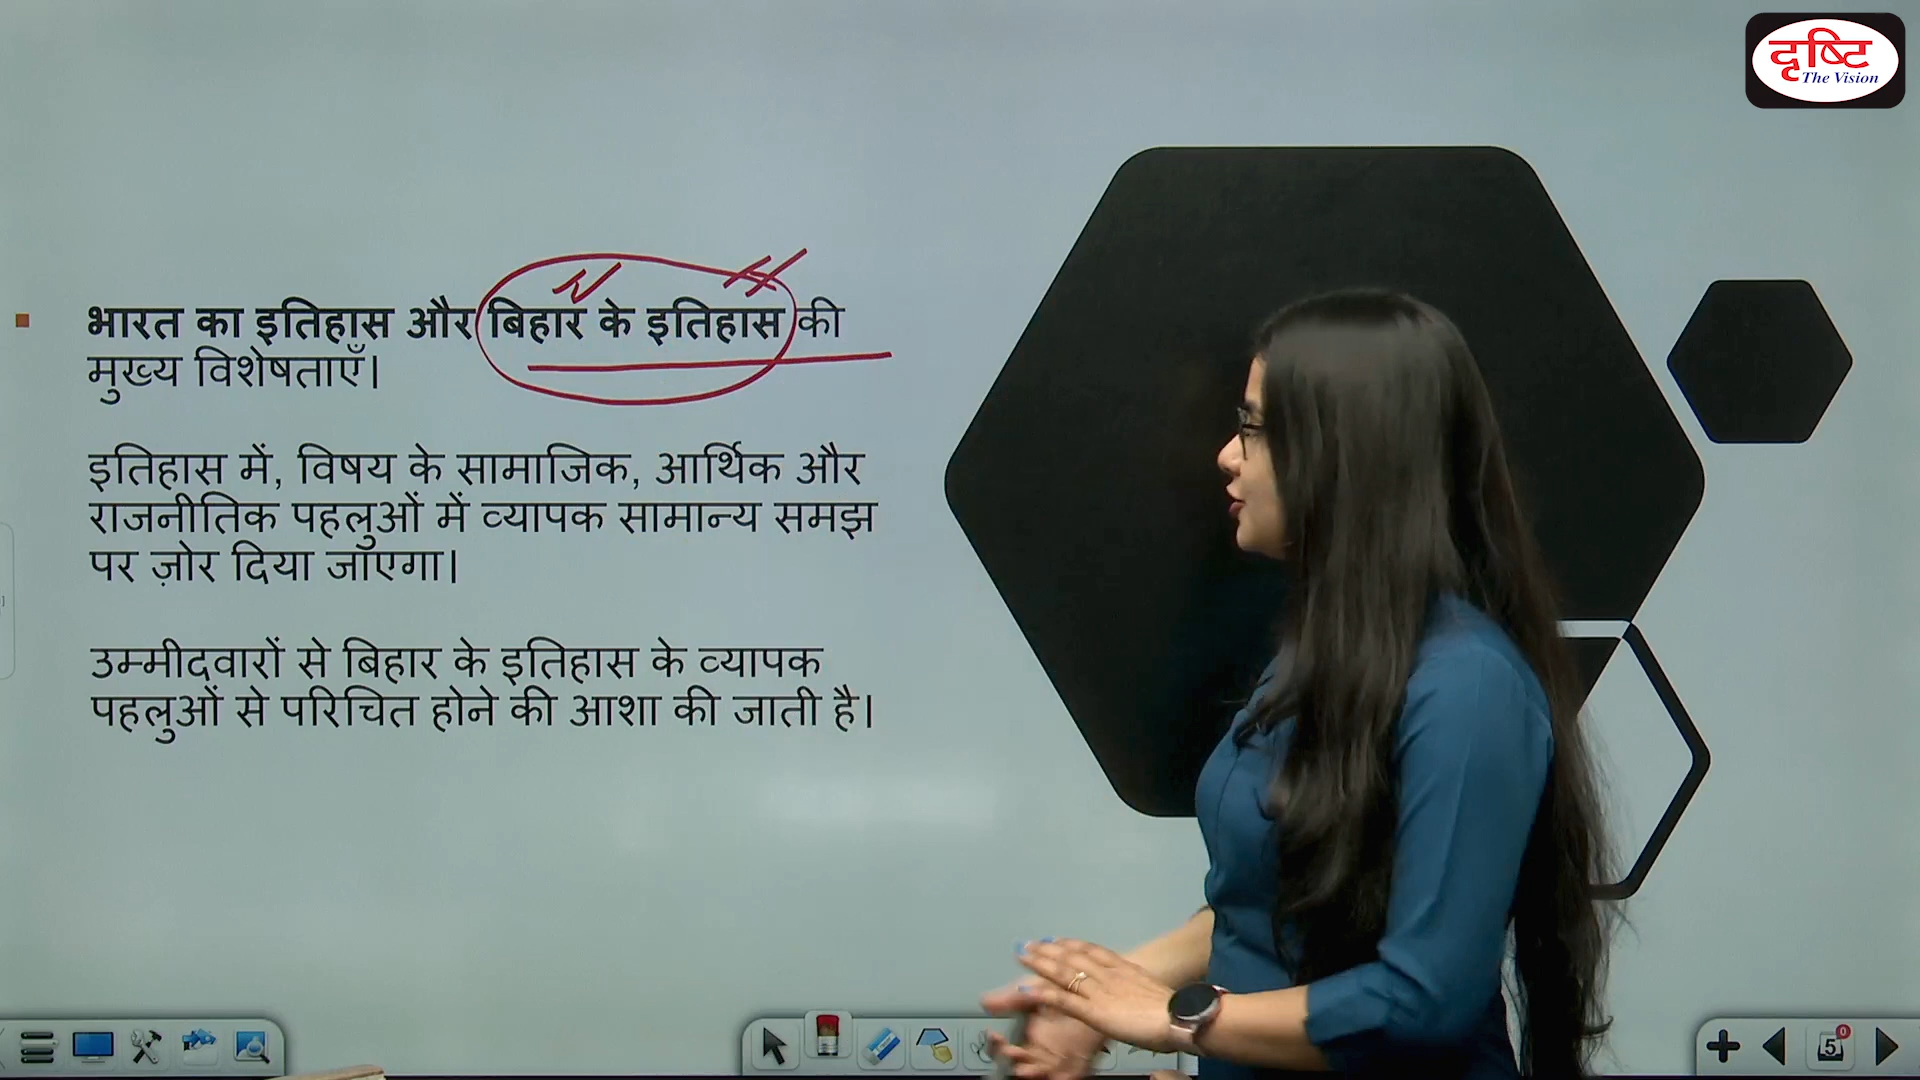 दृष्टि
The Vision
भारत का इतिहास और बिहार के इतिहास की
मुख्य विशेषताएँ।
इतिहास में, विषय के सामाजिक, आर्थिक और
राजनीतिक पहलुओं में व्यापक सामान्य समझ
पर ज़ोर दिया जाएगा।
उम्मीदवारों से बिहार के इतिहास के व्यापक
पहलुओं से परिचित होने की आशा की जाती है।
5
0